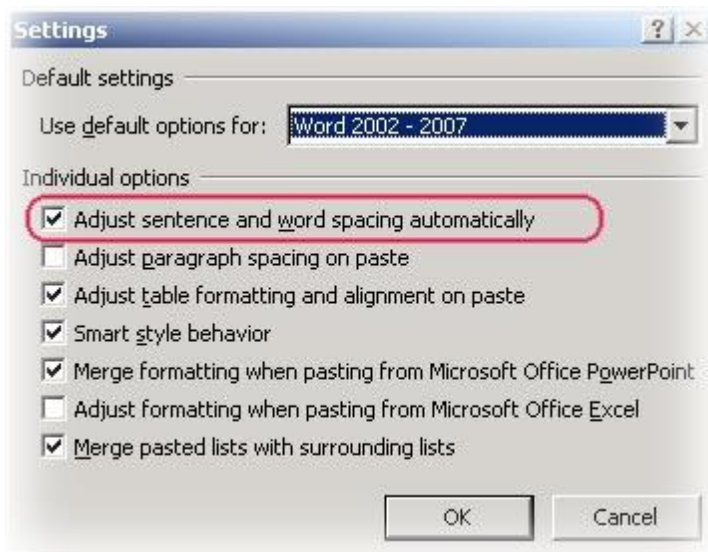 Settings
Default settings
Use default options for: Word 2002 - 2007
Individual options
Adjust sentence and word spacing automatically
Adjust paragraph spacing on paste
Adjust table formatting and alignment on paste
Smart style behavior
Merge formatting when pasting from Microsoft Office PowerPoint
Adjust formatting when pasting from Microsoft Office Excel
Merge pasted lists with surrounding lists
OK Cancel